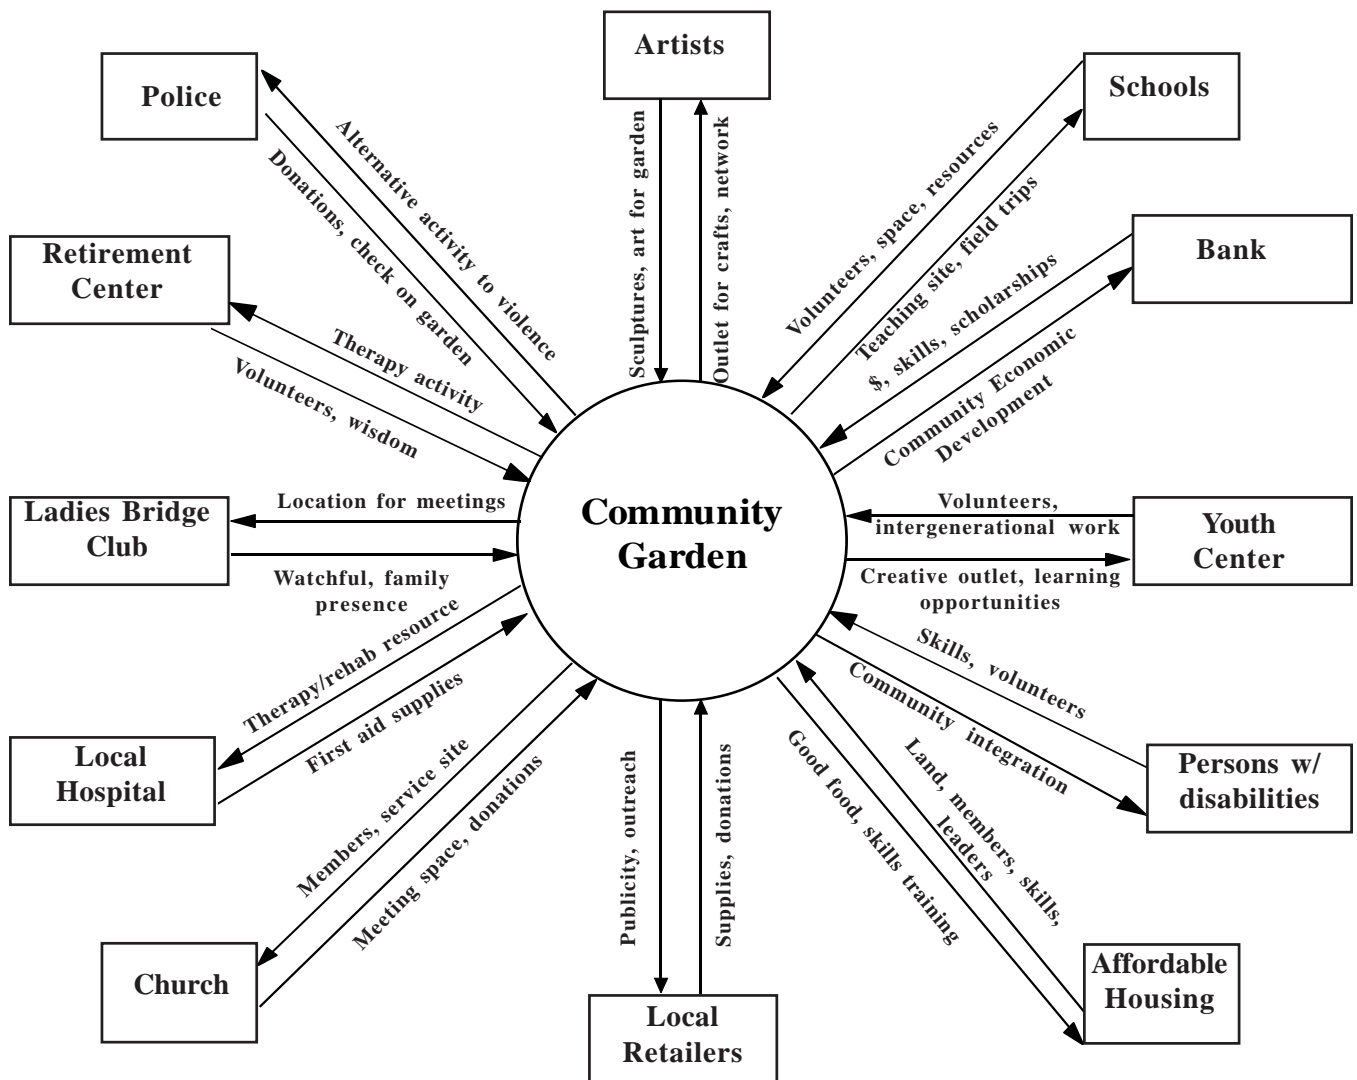 Artists
Police
Schools
Alternative activity to violence
Donations, check on garden
Sculptures, art for garden
Outlet for crafts, network
Volunteers, space, resources
Teaching site, field trips
Retirement
Center
Bank
Therapy activity
Volunteers, wisdom
$, skills, scholarships
Community Economic
Development
Ladies Bridge
Club
Location for meetings
Watchful, family
presence
Community
Garden
Volunteers,
intergenerational work
Creative outlet, learning
opportunities
Youth
Center
Therapy/rehab resource
First aid supplies
Skills, volunteers
Community integration
Local
Hospital
Persons w/
disabilities
Members, service site
Meeting space, donations
Publicity, outreach
Supplies, donations
Land, members, skills,
leaders
Good food, skills training
Church
Local
Retailers
Affordable
Housing